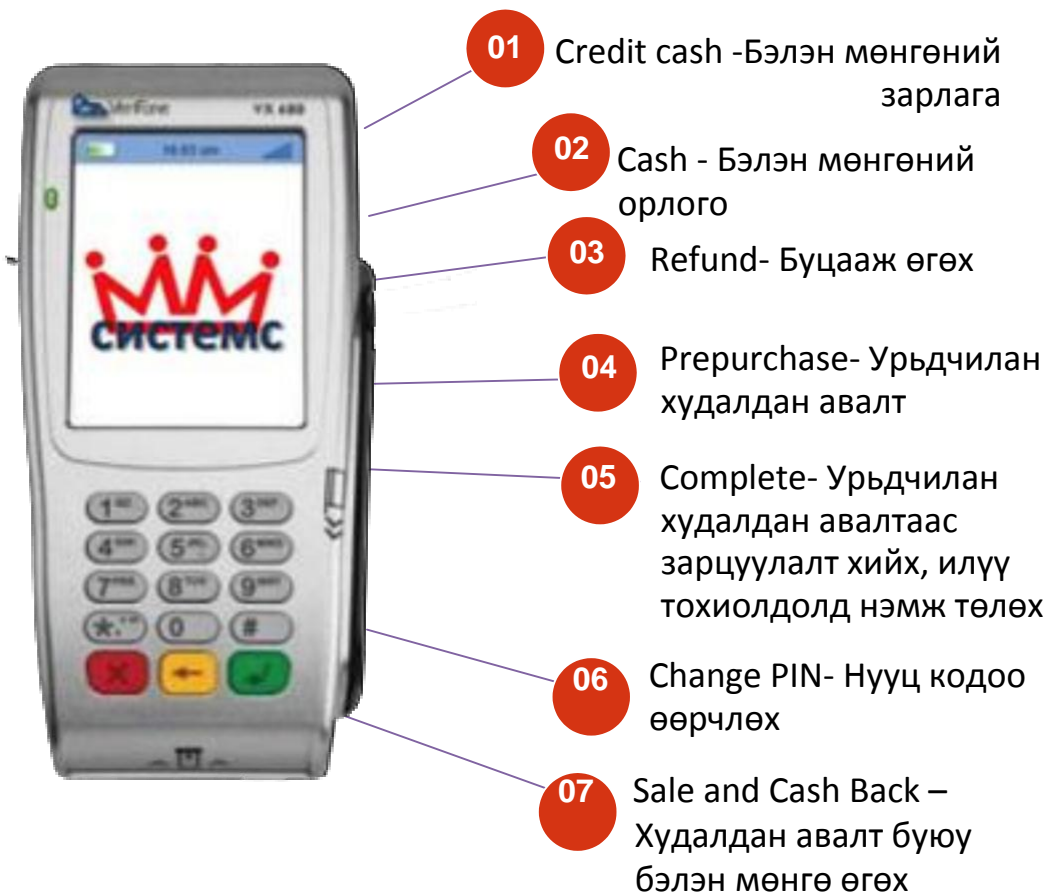 01
Credit cash -Бэлэн мөнгөний
зарлага
02
Cash - Бэлэн мөнгөний
орлого
03
Refund- Буцааж өгөх
04
Prepurchase- Урьдчилан
худалдан авалт
05
Complete- Урьдчилан
худалдан авалтаас
зарцуулалт хийх, илүү
тохиолдолд нэмж төлөх
06
Change PIN- Нууц кодоо
өөрчлөх
07
Sale and Cash Back –
Худалдан авалт буюу
бэлэн мөнгө өгөх
VeriFone VX 680
системс
1 2 ABC 3
4 5 6
7 8 9
* 0 #